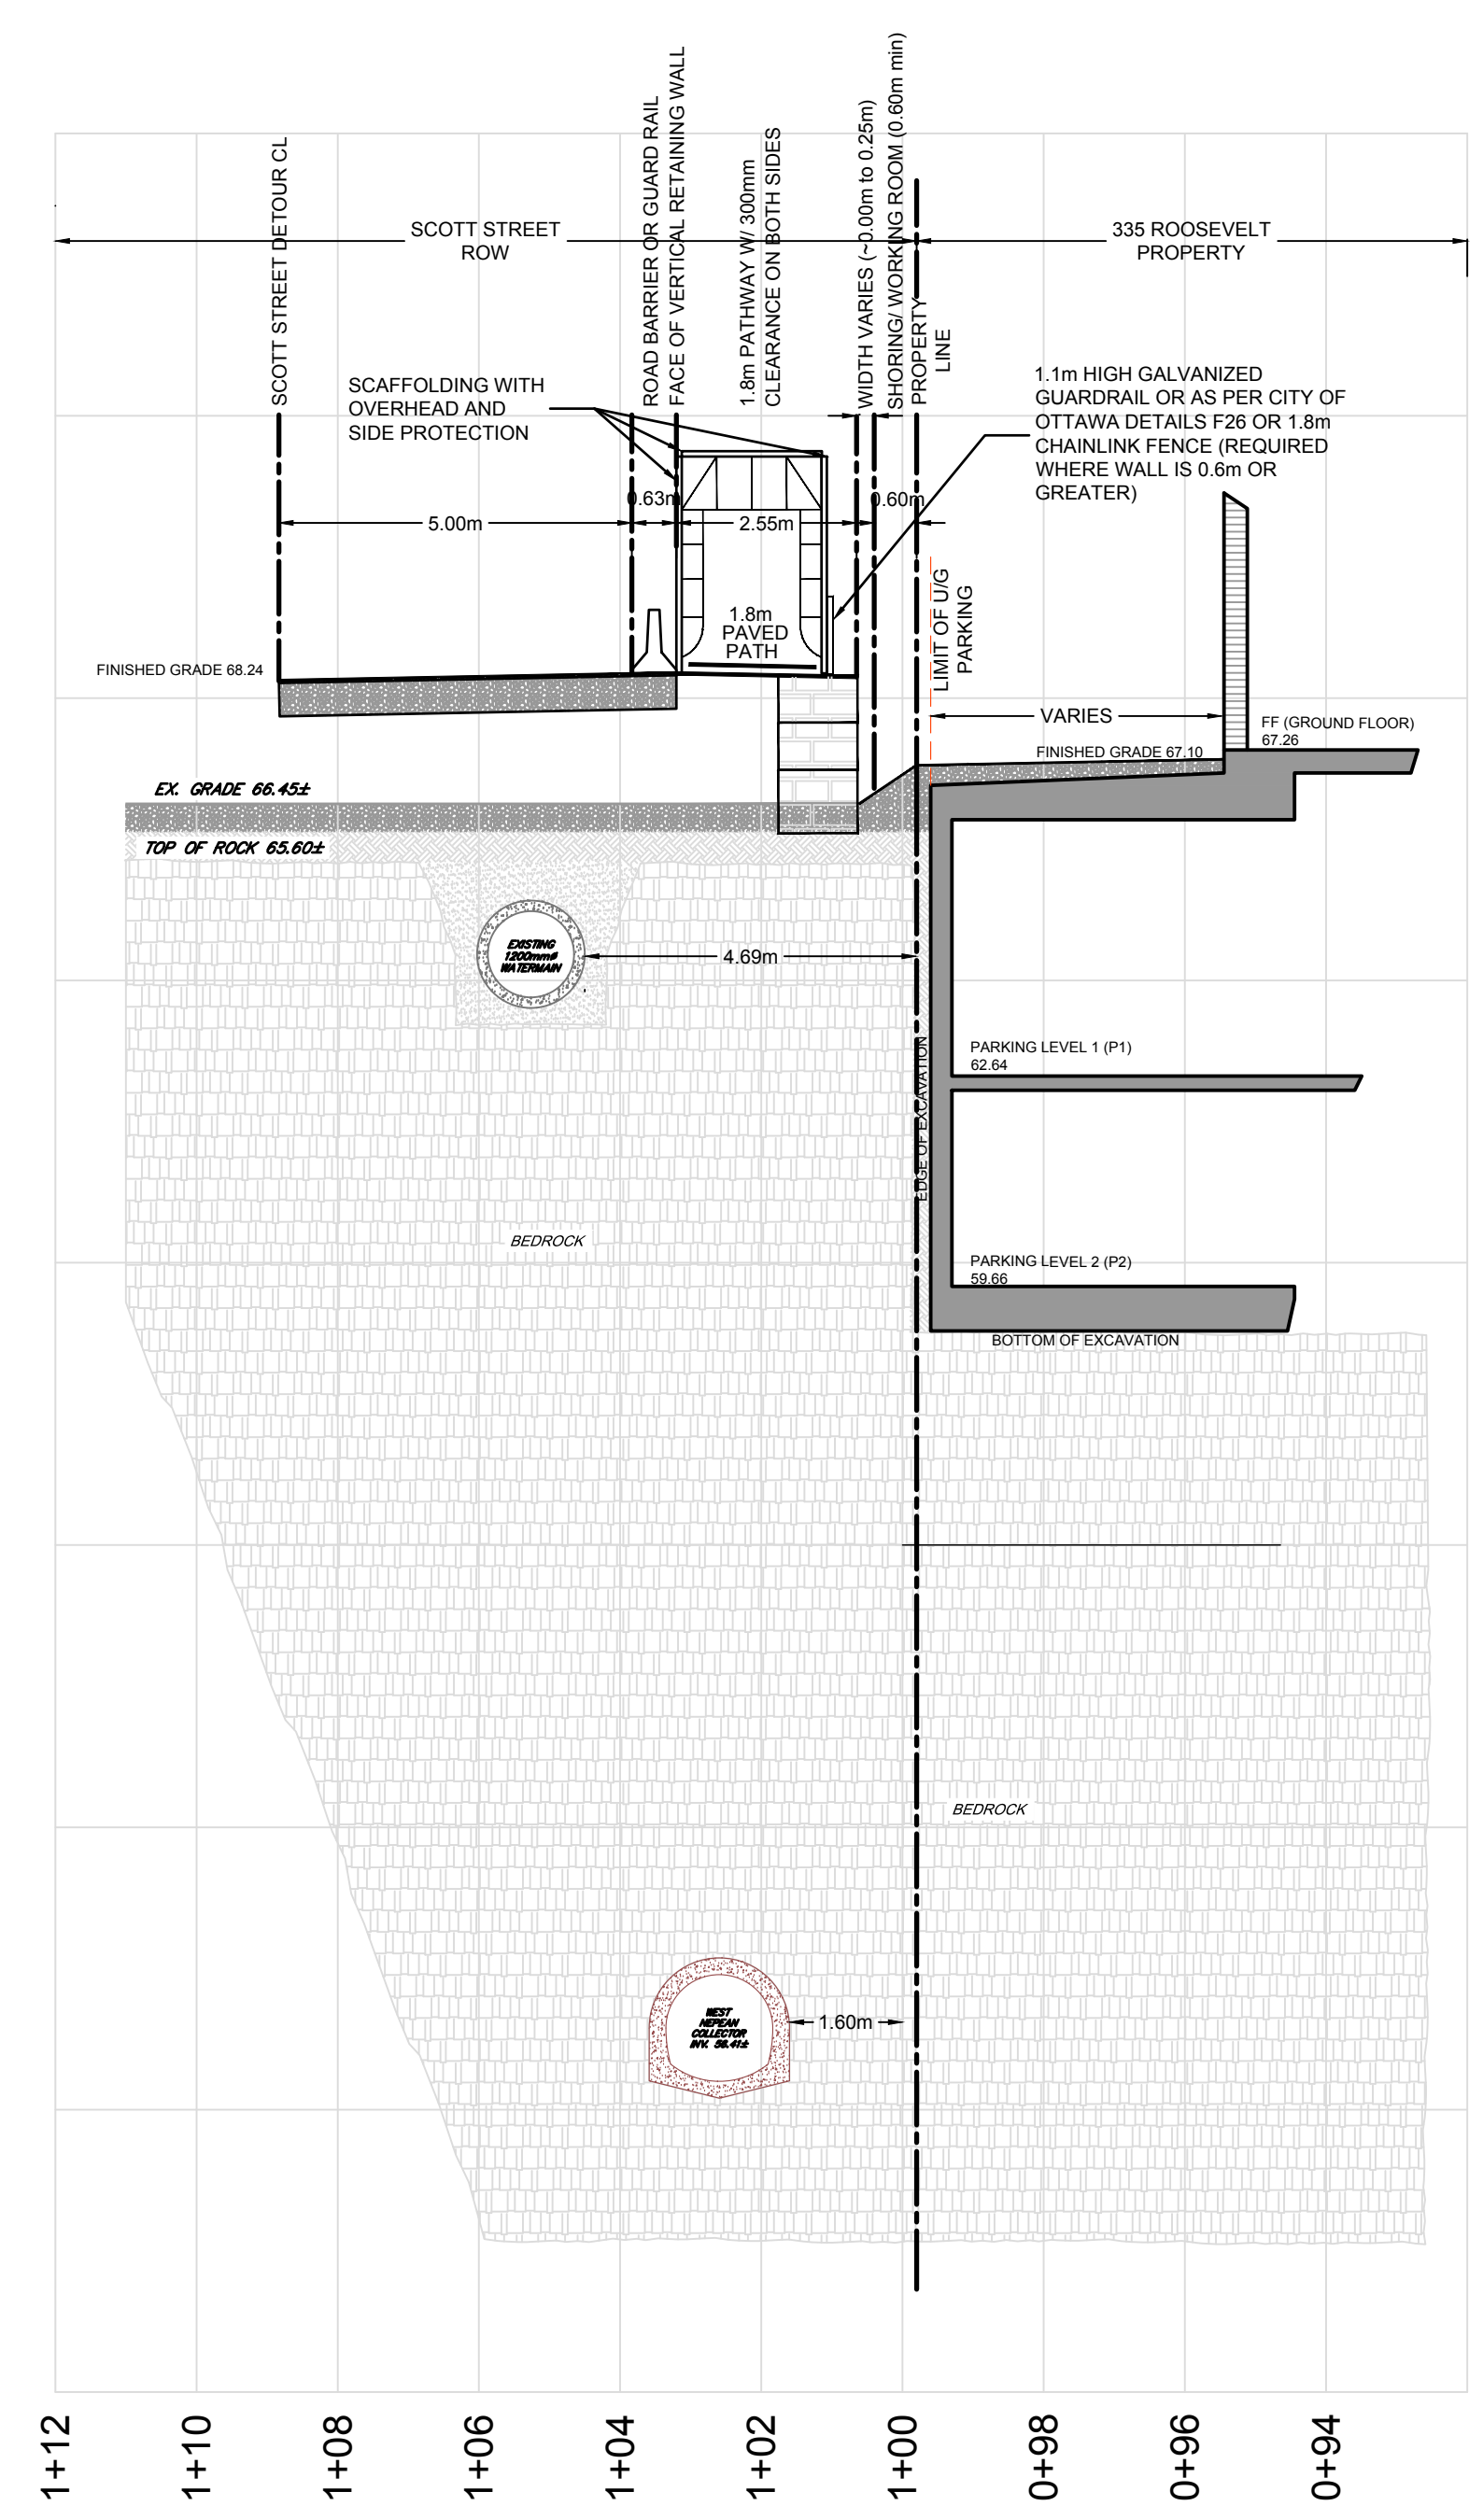 SCOTT STREET DETOUR CL
ROAD BARRIER OR GUARD RAIL
FACE OF VERTICAL RETAINING WALL
1.8m PATHWAY W/ 300mm
CLEARANCE ON BOTH SIDES
WIDTH VARIES (~0.00m to 0.25m)
SHORING/ WORKING ROOM (0.60m min)
PROPERTY
LINE
SCOTT STREET
ROW
335 ROOSEVELT
PROPERTY
SCAFFOLDING WITH
OVERHEAD AND
SIDE PROTECTION
1.1m HIGH GALVANIZED
GUARDRAIL OR AS PER CITY OF
OTTAWA DETAILS F26 OR 1.8m
CHAINLINK FENCE (REQUIRED
WHERE WALL IS 0.6m OR
GREATER)
5.00m
0.63m
2.55m
0.60m
LIMIT OF U/G
PARKING
1.8m
PAVED
PATH
FINISHED GRADE 68.24
VARIES
FF (GROUND FLOOR)
67.26
FINISHED GRADE 67.10
EX. GRADE 66.45±
TOP OF ROCK 65.60±
EXISTING
1200mmø
WATERMAIN
4.69m
EDGE OF EXCAVATION
PARKING LEVEL 1 (P1)
62.64
BEDROCK
PARKING LEVEL 2 (P2)
59.66
BOTTOM OF EXCAVATION
BEDROCK
WEST
NEPEAN
COLLECTOR
INV. 56.41±
1.60m
1+12
1+10
1+08
1+06
1+04
1+02
1+00
0+98
0+96
0+94